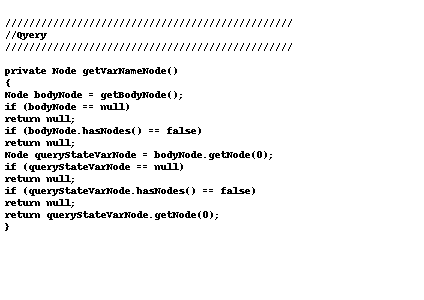 ////////////////////////////////////////////////
//Qyery
////////////////////////////////////////////////
private Node getVarNameNode()
{
Node bodyNode = getBodyNode();
if (bodyNode == null)
return null;
if (bodyNode.hasNodes() == false)
return null;
Node queryStateVarNode = bodyNode.getNode(0);
if (queryStateVarNode == null)
return null;
if (queryStateVarNode.hasNodes() == false)
return null;
return queryStateVarNode.getNode(0);
}